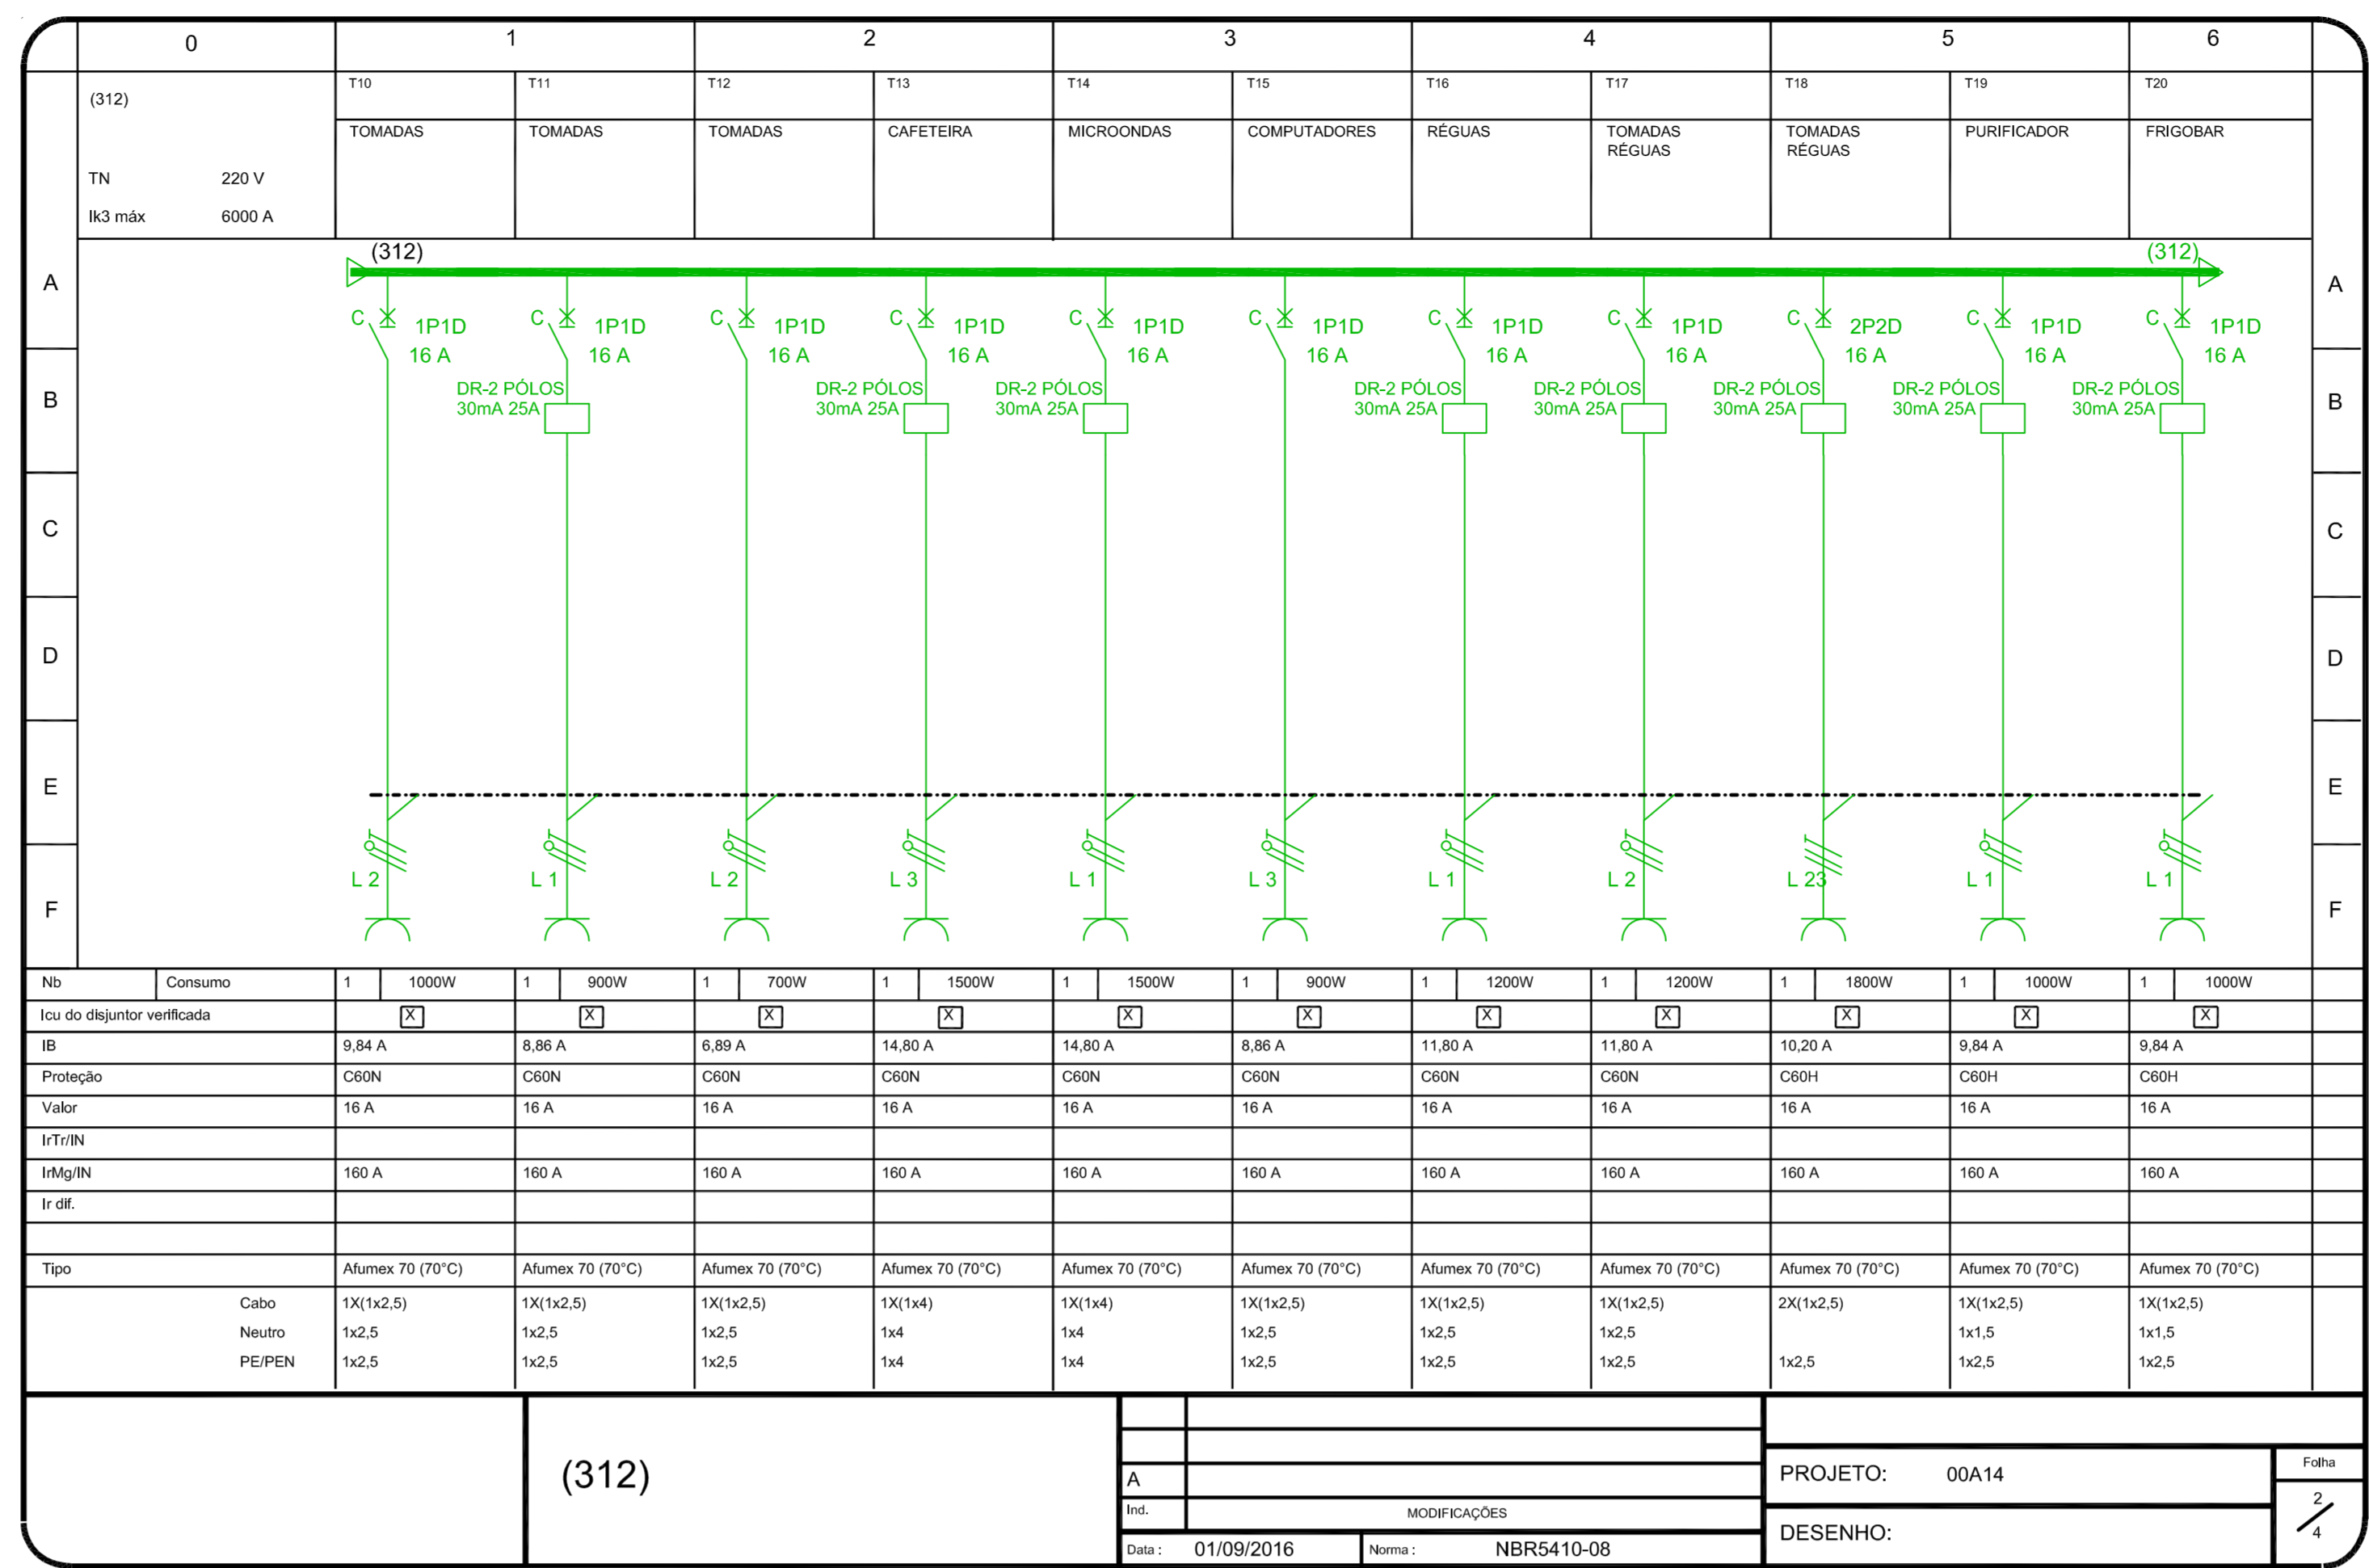 0 1 2 3 4 5 6
(312) T10 T11 T12 T13 T14 T15 T16 T17 T18 T19 T20
TOMADAS TOMADAS TOMADAS CAFETEIRA MICROONDAS COMPUTADORES RÉGUAS TOMADAS TOMADAS PURIFICADOR FRIGOBAR
RÉGUAS RÉGUAS
TN 220 V
Ik3 máx 6000 A
(312) (312)
A A
C C C C C C C C C C C
1P1D 1P1D 1P1D 1P1D 1P1D 1P1D 1P1D 1P1D 2P2D 1P1D 1P1D
16 A 16 A 16 A 16 A 16 A 16 A 16 A 16 A 16 A 16 A 16 A
DR-2 PÓLOS DR-2 PÓLOS DR-2 PÓLOS DR-2 PÓLOS DR-2 PÓLOS DR-2 PÓLOS DR-2 PÓLOS DR-2 PÓLOS
B 30mA 25A 30mA 25A 30mA 25A 30mA 25A 30mA 25A 30mA 25A 30mA 25A 30mA 25A B
C C
D D
E E
L 2 L 1 L 2 L 3 L 1 L 3 L 1 L 2 L 23 L 1 L 1
F F
Nb Consumo 1 1000W 1 900W 1 700W 1 1500W 1 1500W 1 900W 1 1200W 1 1200W 1 1800W 1 1000W 1 1000W
Icu do disjuntor verificada X X X X X X X X X X X
IB 9,84 A 8,86 A 6,89 A 14,80 A 14,80 A 8,86 A 11,80 A 11,80 A 10,20 A 9,84 A 9,84 A
Proteção C60N C60N C60N C60N C60N C60N C60N C60N C60H C60H C60H
Valor 16 A 16 A 16 A 16 A 16 A 16 A 16 A 16 A 16 A 16 A 16 A
IrTr/IN
IrMg/IN 160 A 160 A 160 A 160 A 160 A 160 A 160 A 160 A 160 A 160 A 160 A
Ir dif.
Tipo Afumex 70 (70°C) Afumex 70 (70°C) Afumex 70 (70°C) Afumex 70 (70°C) Afumex 70 (70°C) Afumex 70 (70°C) Afumex 70 (70°C) Afumex 70 (70°C) Afumex 70 (70°C) Afumex 70 (70°C) Afumex 70 (70°C)
Cabo 1X(1x2,5) 1X(1x2,5) 1X(1x2,5) 1X(1x4) 1X(1x4) 1X(1x2,5) 1X(1x2,5) 1X(1x2,5) 2X(1x2,5) 1X(1x2,5) 1X(1x2,5)
Neutro 1x2,5 1x2,5 1x2,5 1x4 1x4 1x2,5 1x2,5 1x2,5 1x1,5 1x1,5
PE/PEN 1x2,5 1x2,5 1x2,5 1x4 1x4 1x2,5 1x2,5 1x2,5 1x2,5 1x2,5 1x2,5
(312)
A
Ind. MODIFICAÇÕES
Data : 01/09/2016 Norma : NBR5410-08
PROJETO: 00A14
DESENHO:
Folha
2
4